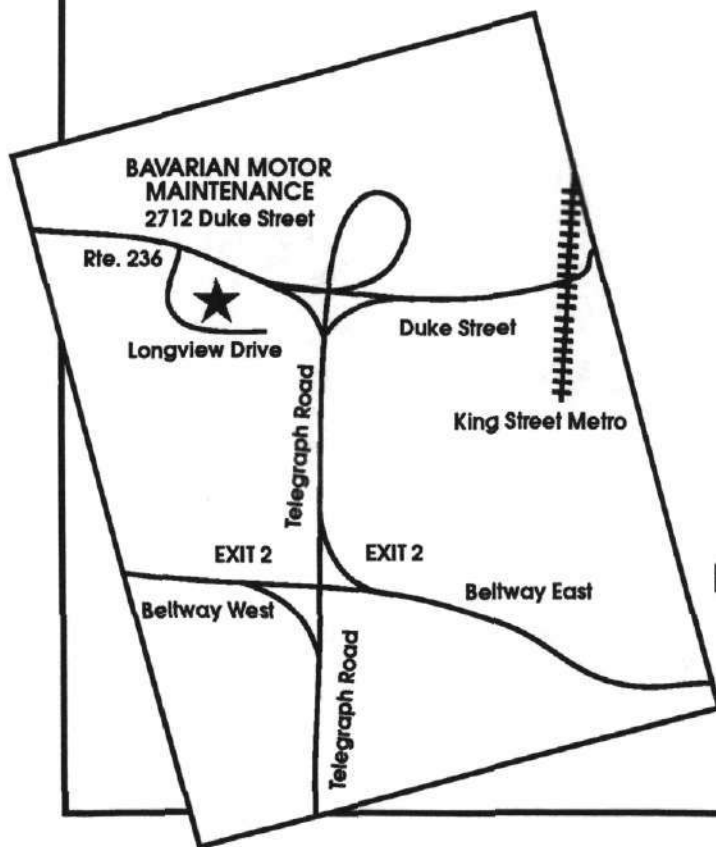 BAVARIAN MOTOR
MAINTENANCE
2712 Duke Street
Rte. 236
Longview Drive
Duke Street
Telegraph Road
King Street Metro
EXIT 2
EXIT 2
Beltway West
Beltway East
Telegraph Road